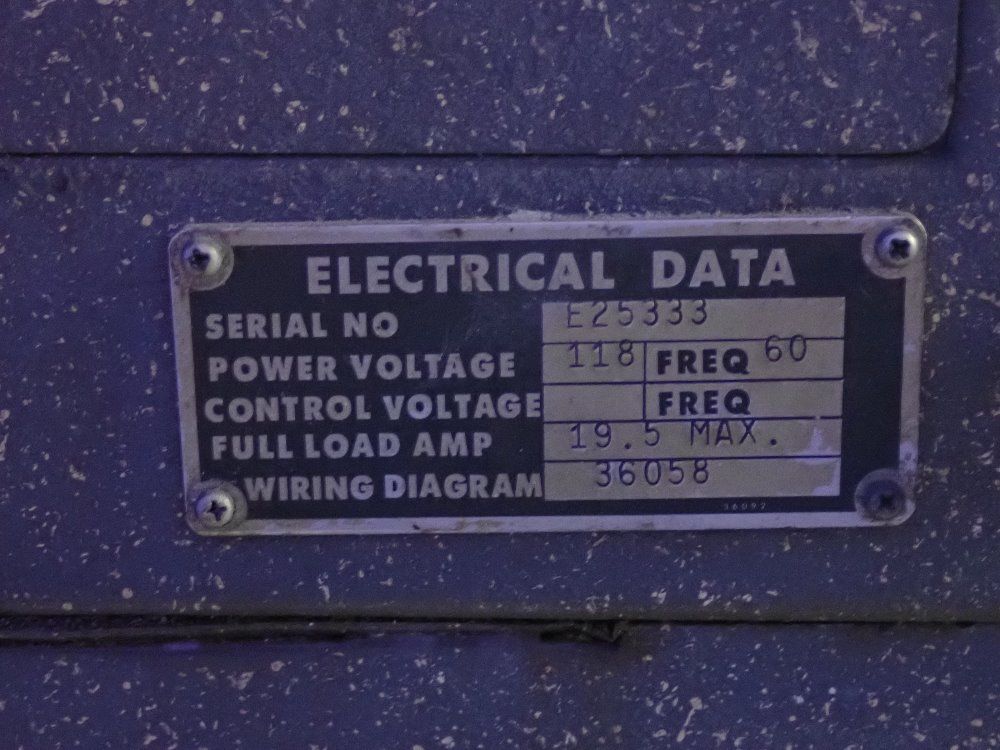 ELECTRICAL DATA
SERIAL NO E25333
POWER VOLTAGE 118 FREQ 60
CONTROL VOLTAGE FREQ
FULL LOAD AMP 19.5 MAX.
WIRING DIAGRAM 36058
36092